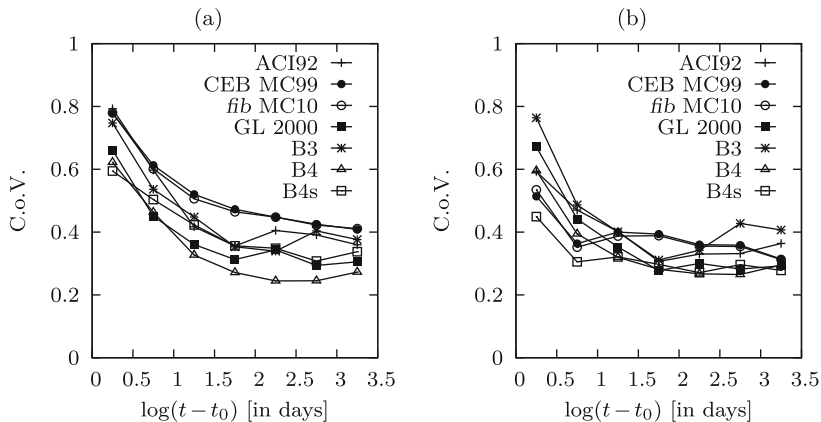 (a)
1
0.8
0.6
0.4
0.2
0
C.o.V.
ACI92
CEB MC99
fib MC10
GL 2000
B3
B4
B4s
0 0.5 1 1.5 2 2.5 3 3.5
log(t − t₀) [in days]
(b)
1
0.8
0.6
0.4
0.2
0
C.o.V.
ACI92
CEB MC99
fib MC10
GL 2000
B3
B4
B4s
0 0.5 1 1.5 2 2.5 3 3.5
log(t − t₀) [in days]